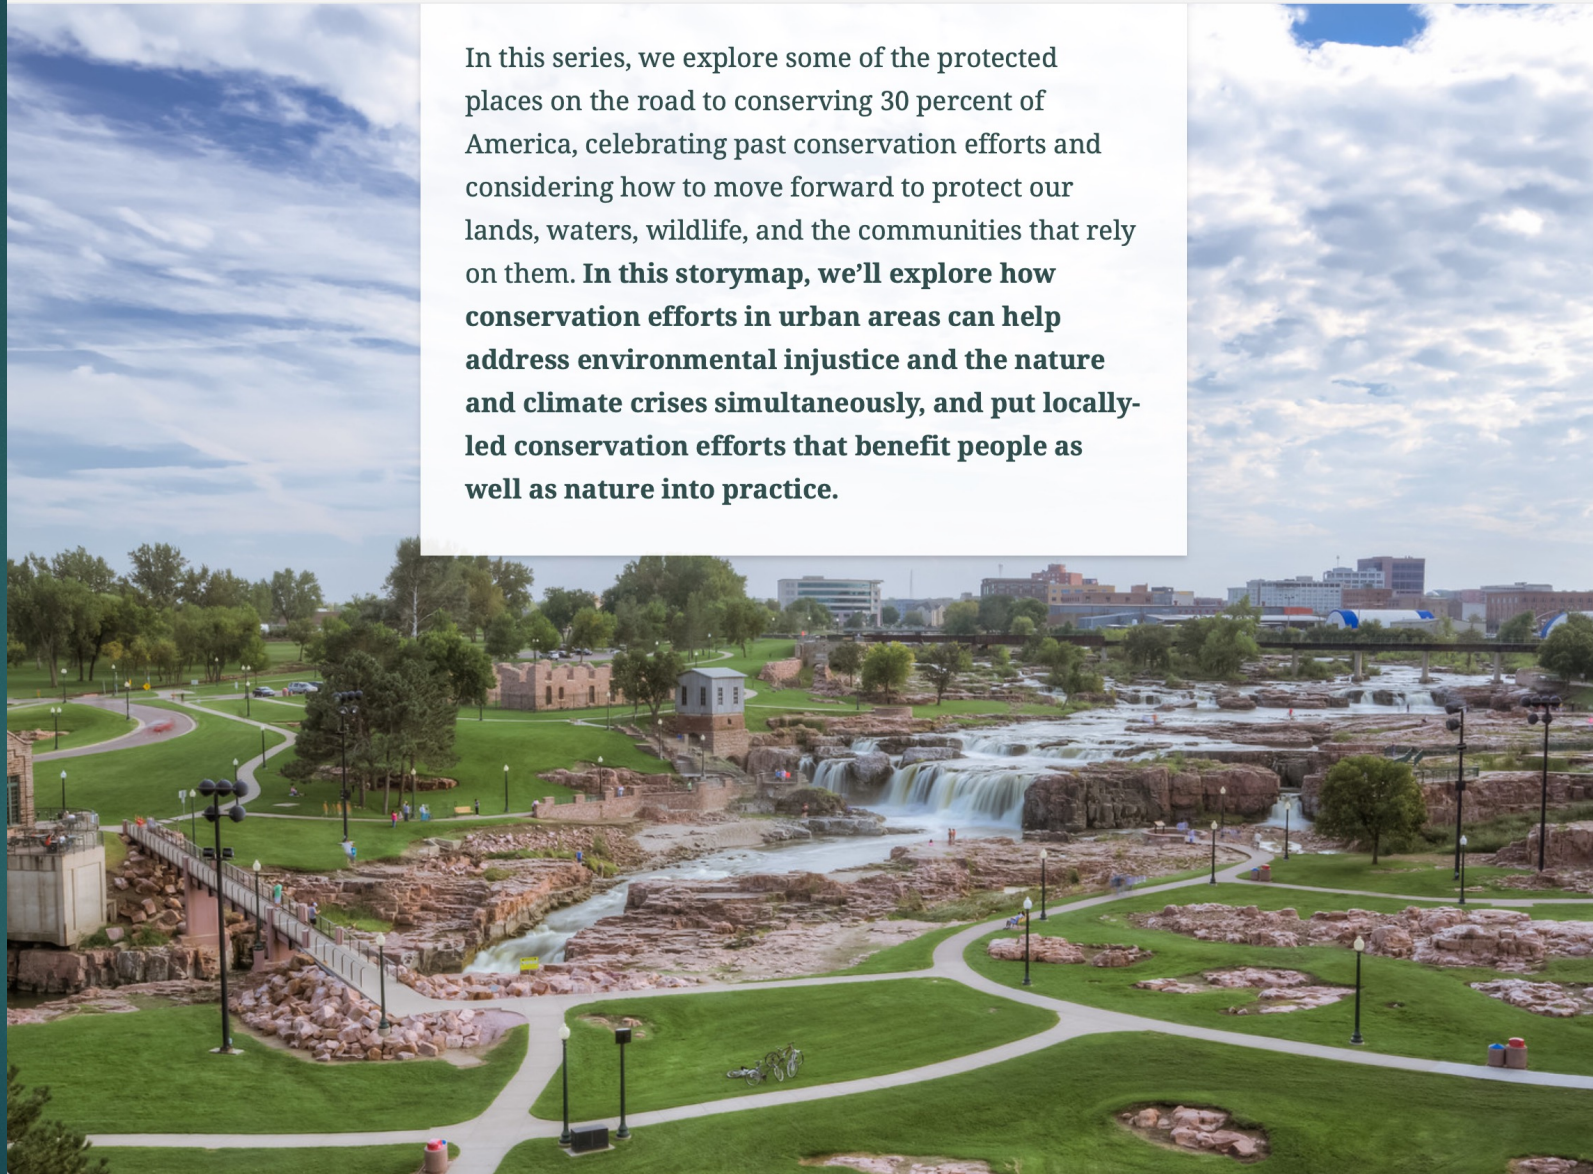 In this series, we explore some of the protected
places on the road to conserving 30 percent of
America, celebrating past conservation efforts and
considering how to move forward to protect our
lands, waters, wildlife, and the communities that rely
on them. In this storymap, we’ll explore how
conservation efforts in urban areas can help
address environmental injustice and the nature
and climate crises simultaneously, and put locally-
led conservation efforts that benefit people as
well as nature into practice.